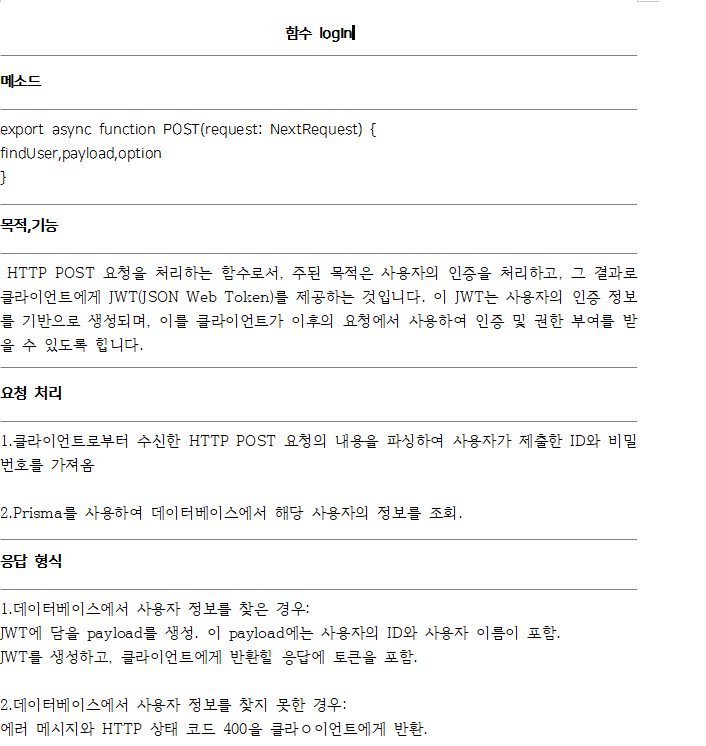 함수 login
메소드
export async function POST(request: NextRequest) {
findUser,payload,option
}
목적,기능
HTTP POST 요청을 처리하는 함수로서, 주된 목적은 사용자의 인증을 처리하고, 그 결과로
클라이언트에게 JWT(JSON Web Token)를 제공하는 것입니다. 이 JWT는 사용자의 인증 정보
를 기반으로 생성되며, 이를 클라이언트가 이후의 요청에서 사용하여 인증 및 권한 부여를 받
을 수 있도록 힙니다.
요청 처리
1.클라이언트로부터 수신한 HTTP POST 요청의 내용을 파싱하여 사용자가 제출한 ID와 비밀
번호를 가져옴
2.Prisma를 사용하여 데이터베이스에서 해당 사용자의 정보를 조회.
응답 형식
1.데이터베이스에서 사용자 정보를 찾은 경우:
JWT에 담을 payload를 생성. 이 payload에는 사용자의 ID와 사용자 이름이 포함.
JWT를 생성하고, 클라이언트에게 반환할 응답에 토큰을 포함.
2.데이터베이스에서 사용자 정보를 찾지 못한 경우:
에러 메시지와 HTTP 상태 코드 400을 클라ㅇ이언트에게 반환.